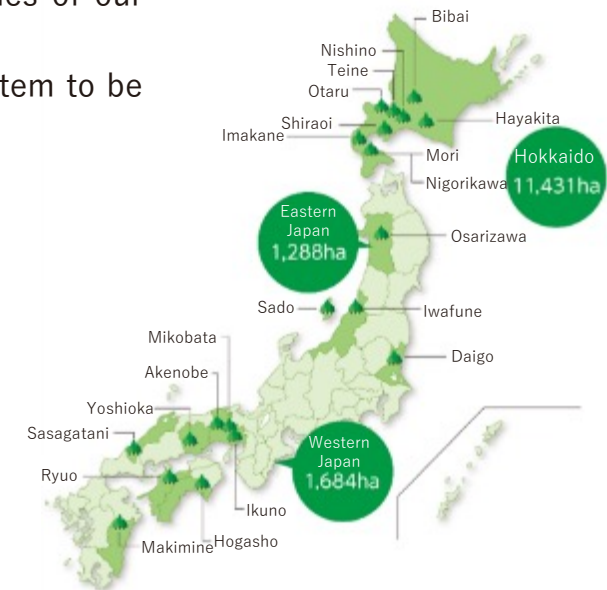 ies of our
tem to be
Bibai
Nishino
Teine
Otaru
Shiraoi
Hayakita
Imakane
Mori
Nigorikawa
Hokkaido
11,431ha
Eastern
Japan
1,288ha
Osarizawa
Sado
Iwafune
Mikobata
Daigo
Akenobe
Yoshioka
Sasagatani
Western
Japan
1,684ha
Ryuo
Ikuno
Makimine
Hogasho